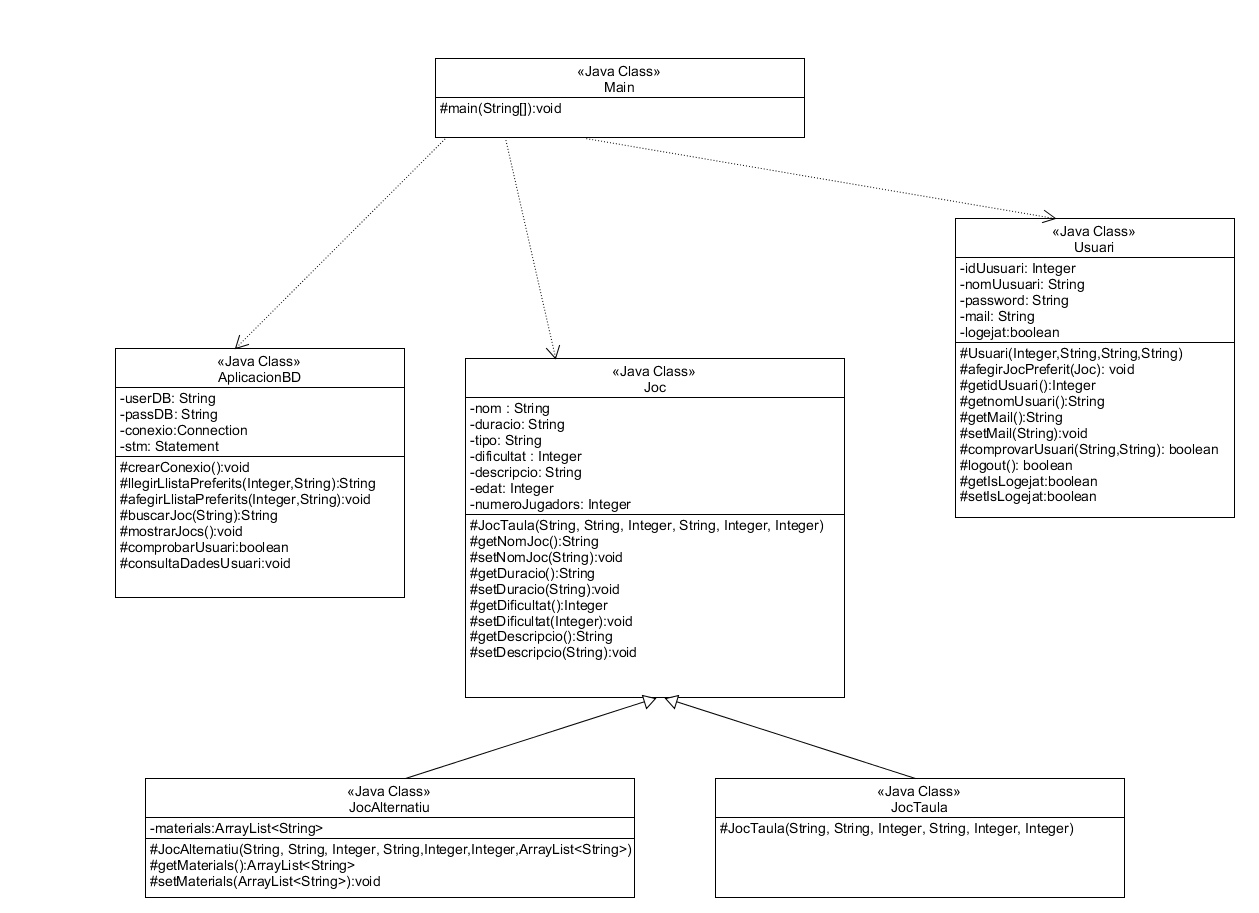 «Java Class»
Main
#main(String[]):void
«Java Class»
Usuari
-idUusuari: Integer
-nomUusuari: String
-password: String
-mail: String
-logejat:boolean
#Usuari(Integer,String,String,String)
#afegirJocPreferit(Joc): void
#getidUsuari():Integer
#getnomUsuari():String
#getMail():String
#setMail(String):void
#comprovarUsuari(String,String): boolean
#logout(): boolean
#getIsLogejat:boolean
#setIsLogejat:boolean
«Java Class»
AplicacionBD
-userDB: String
-passDB: String
-conexio:Connection
-stm: Statement
#crearConexio():void
#llegirLlistaPreferits(Integer,String):String
#afegirLlistaPreferits(Integer,String):void
#buscarJoc(String):String
#mostrarJocs():void
#comprobarUsuari:boolean
#consultaDadesUsuari:void
«Java Class»
Joc
-nom : String
-duracio: String
-tipo: String
-dificultat : Integer
-descripcio: String
-edat: Integer
-numeroJugadors: Integer
#JocTaula(String, String, Integer, String, Integer, Integer)
#getNomJoc():String
#setNomJoc(String):void
#getDuracio():String
#setDuracio(String):void
#getDificultat():Integer
#setDificultat(Integer):void
#getDescripcio():String
#setDescripcio(String):void
«Java Class»
JocAlternatiu
-materials:ArrayList<String>
#JocAlternatiu(String, String, Integer, String,Integer,Integer,ArrayList<String>)
#getMaterials():ArrayList<String>
#setMaterials(ArrayList<String>):void
«Java Class»
JocTaula
#JocTaula(String, String, Integer, String, Integer, Integer)